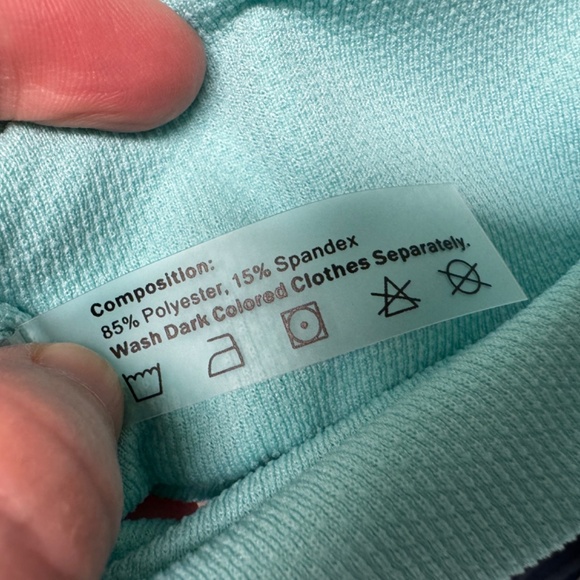 Composition:
85% Polyester, 15% Spandex
Wash Dark Colored Clothes Separately.